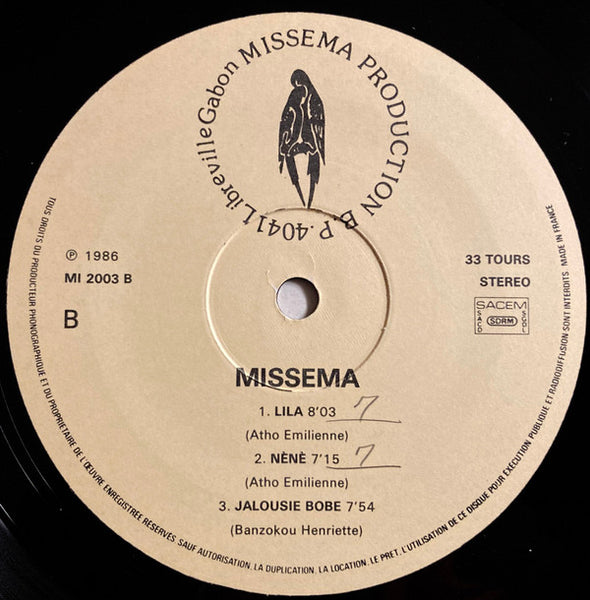 MISSEMA PRODUCTION B.P. 4041 Libreville Gabon
℗ 1986
MI 2003 B
B
33 TOURS
STEREO
SACEM
SACD
SDRM
SGDL
MISSEMA
1. LILA 8'03 7
(Atho Emilienne)
2. NÈNÈ 7'15 7
(Atho Emilienne)
3. JALOUSIE BOBE 7'54
(Banzokou Henriette)
TOUS DROITS DU PRODUCTEUR PHONOGRAPHIQUE ET DU PROPRIETAIRE DE L'ŒUVRE ENREGISTREE RESERVES SAUF AUTORISATION. LA DUPLICATION. LA LOCATION. LE PRET. L'UTILISATION DE CE DISQUE POUR EXECUTION PUBLIQUE ET RADIODIFFUSION SONT INTERDITS. MADE IN FRANCE